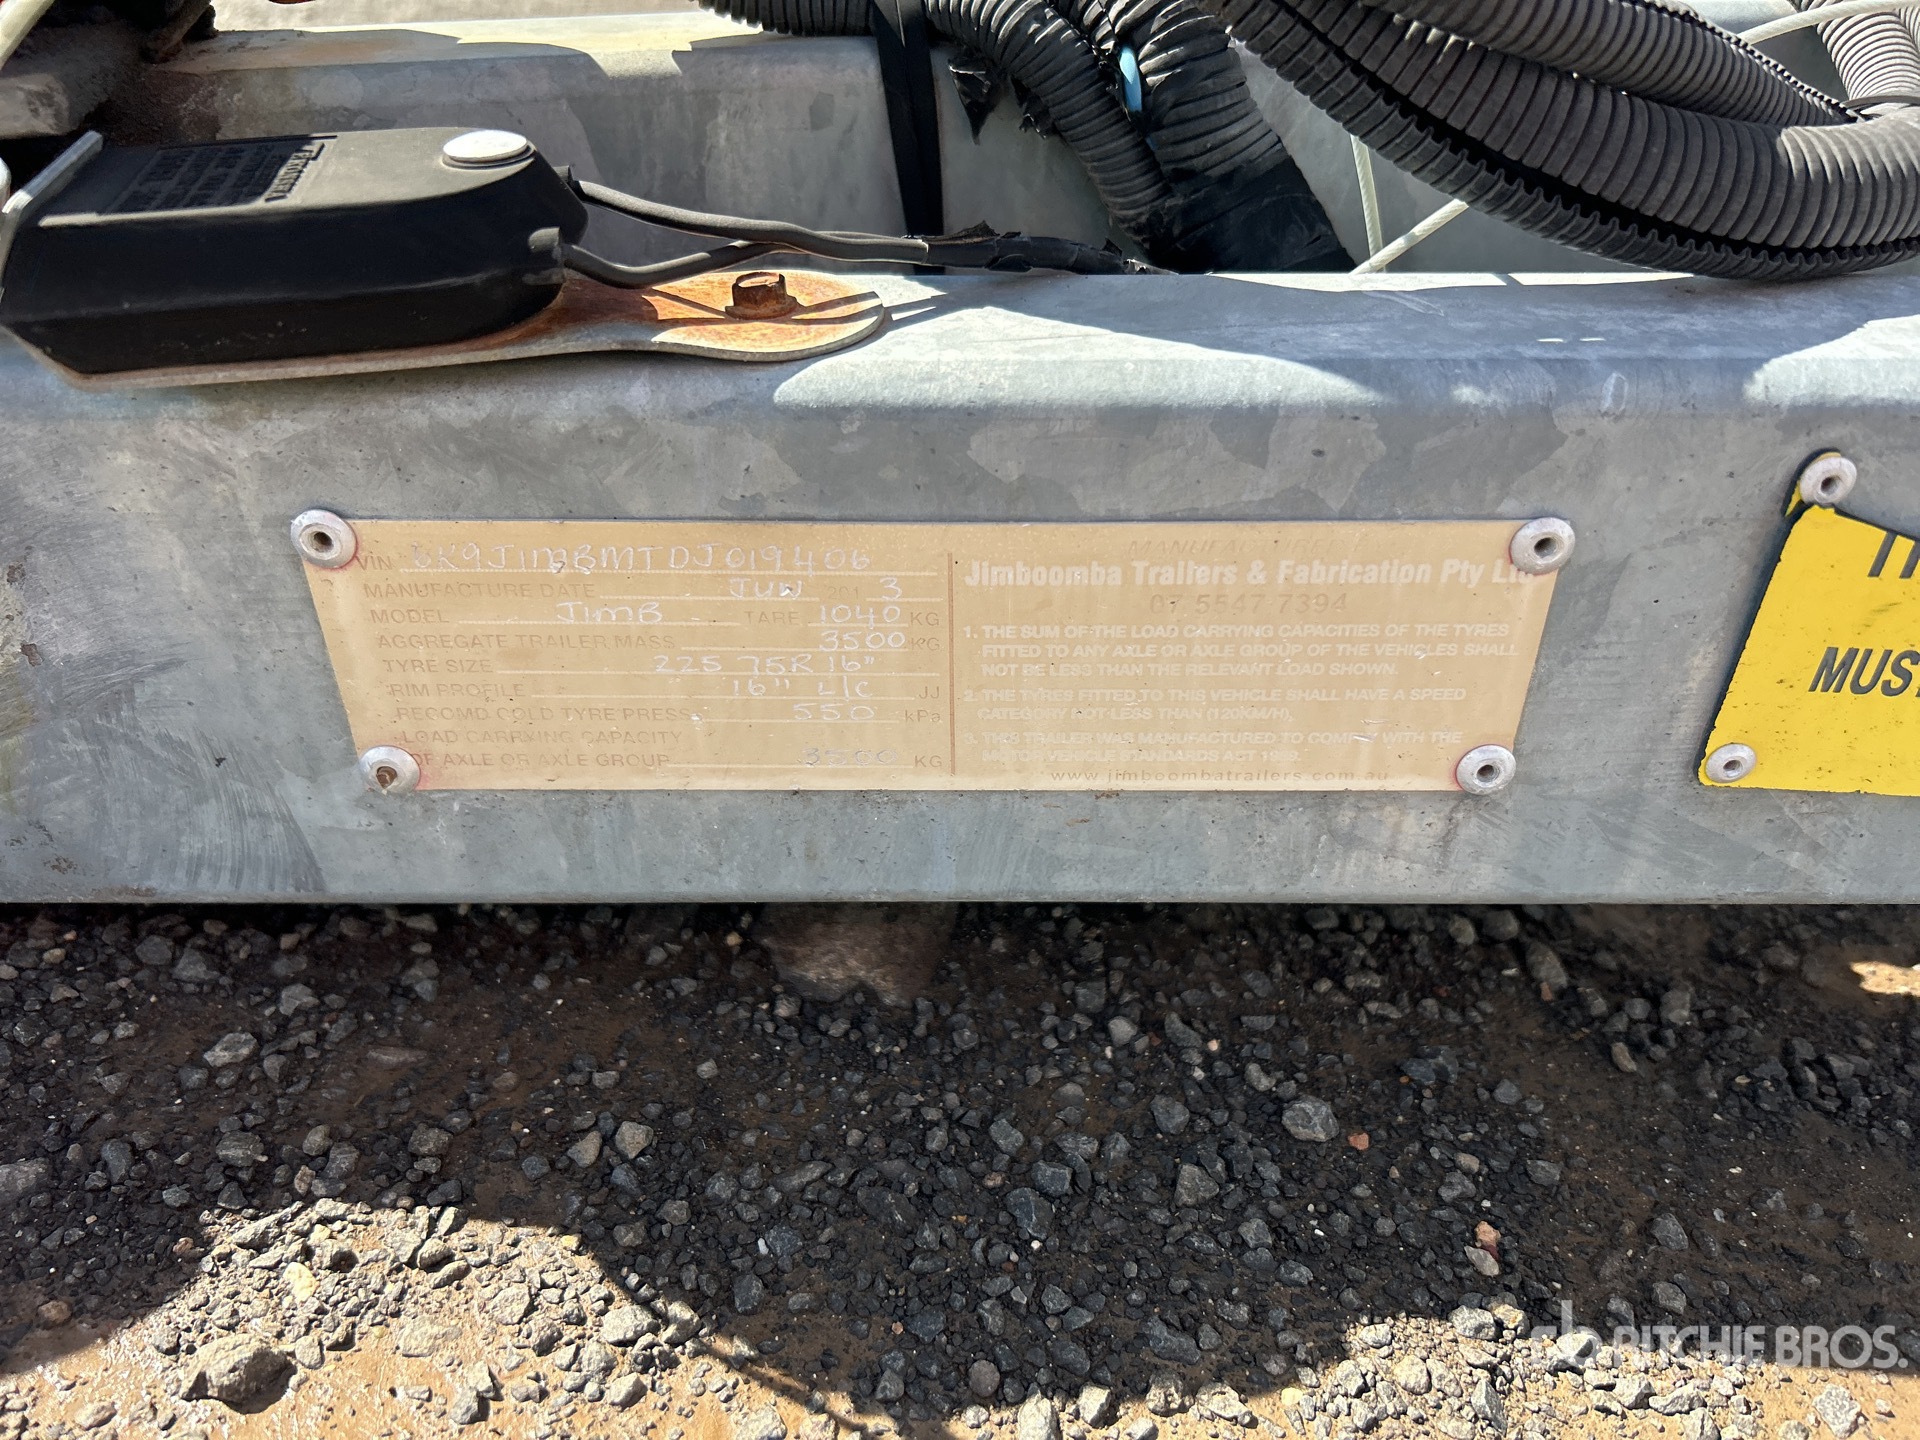 VIN 6K9J1MBBMTDJ019406
MANUFACTURE DATE JUN 2013
MODEL JIMB TARE 1040 KG
AGGREGATE TRAILER MASS 3500 KG
TYRE SIZE 225 75R 16"
RIM PROFILE 16" L/C JJ
RECOMD COLD TYRE PRESS 550 kPa
LOAD CARRYING CAPACITY
OF AXLE OR AXLE GROUP 3500 KG
MANUFACTURED
Jimboomba Trailers & Fabrication Pty Ltd
07 5547 7394
1. THE SUM OF THE LOAD CARRYING CAPACITIES OF THE TYRES
FITTED TO ANY AXLE OR AXLE GROUP OF THE VEHICLES SHALL
NOT BE LESS THAN THE RELEVANT LOAD SHOWN.
2. THE TYRES FITTED TO THIS VEHICLE SHALL HAVE A SPEED
CATEGORY NOT LESS THAN (120KM/H),
3. THIS TRAILER WAS MANUFACTURED TO COMPLY WITH THE
MOTOR VEHICLE STANDARDS ACT 1989.
www.jimboombatrailers.com.au
MUST
RITCHIE BROS.